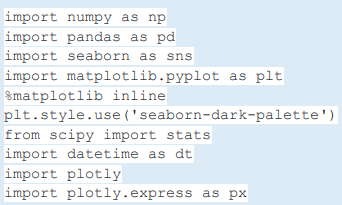 import numpy as np
import pandas as pd
import seaborn as sns
import matplotlib.pyplot as plt
%matplotlib inline
plt.style.use('seaborn-dark-palette')
from scipy import stats
import datetime as dt
import plotly
import plotly.express as px